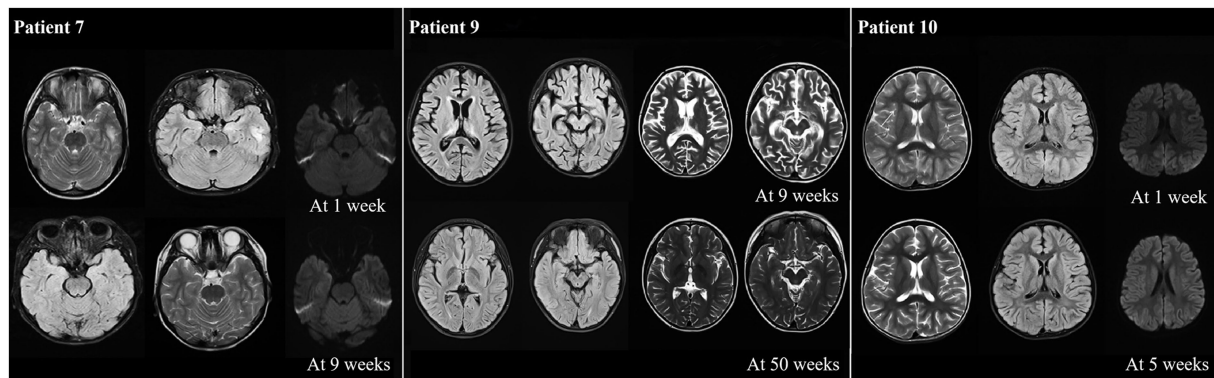 Patient 7
At 1 week
At 9 weeks
Patient 9
At 9 weeks
At 50 weeks
Patient 10
At 1 week
At 5 weeks